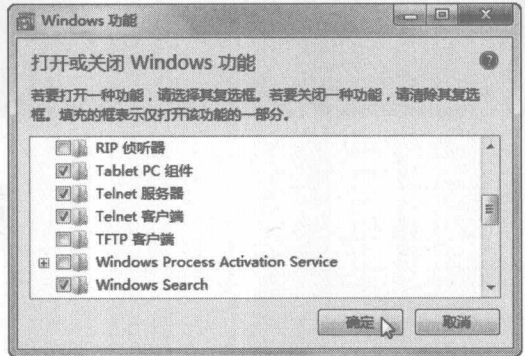 Windows 功能
打开或关闭 Windows 功能
若要打开一种功能，请选择其复选框。若要关闭一种功能，请清除其复选
框。填充的框表示仅打开该功能的一部分。
RIP 侦听器
Tablet PC 组件
Telnet 服务器
Telnet 客户端
TFTP 客户端
Windows Process Activation Service
Windows Search
确定 取消